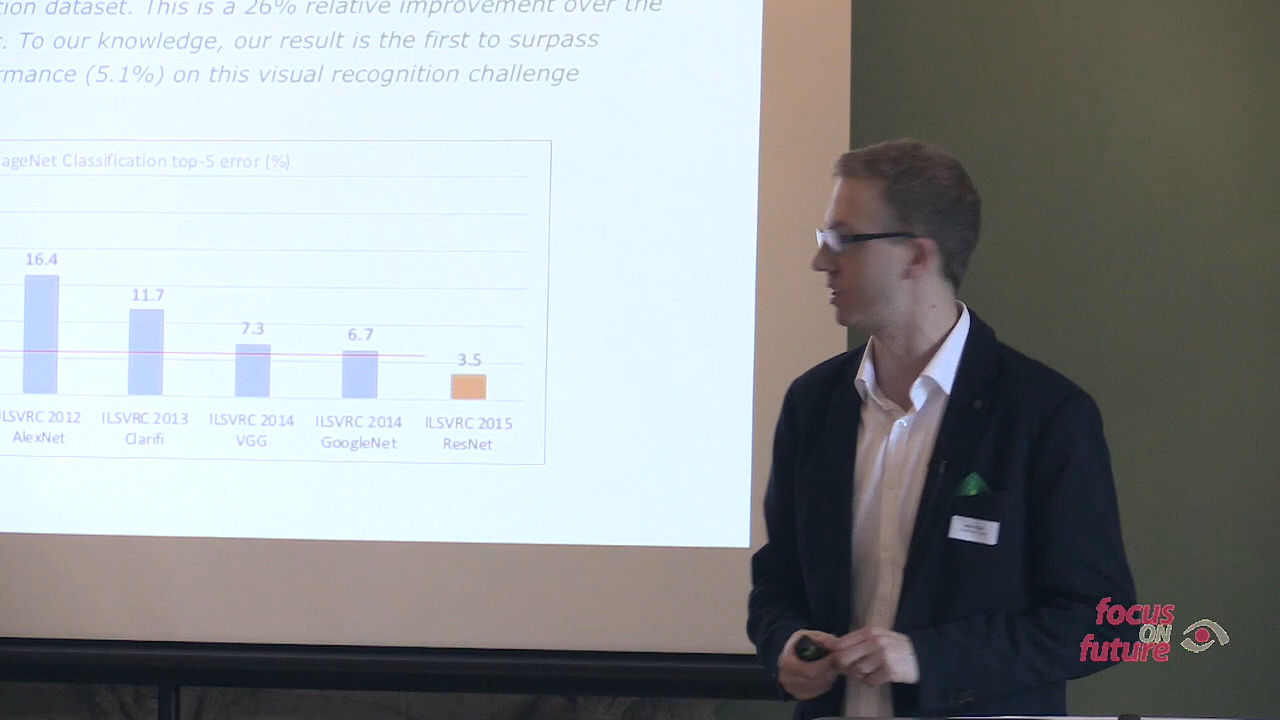 tion dataset. This is a 26% relative improvement over the
r. To our knowledge, our result is the first to surpass
rmance (5.1%) on this visual recognition challenge
ageNet Classification top-5 error (%)
16.4
11.7
7.3
6.7
3.5
ILSVRC 2012
AlexNet
ILSVRC 2013
Clarifi
ILSVRC 2014
VGG
ILSVRC 2014
GoogleNet
ILSVRC 2015
ResNet
focus
ON
future